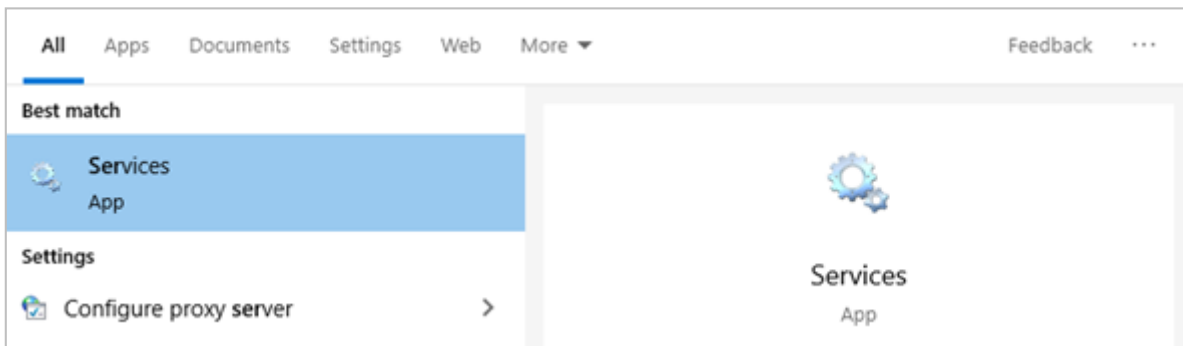 All Apps Documents Settings Web More Feedback ...
Best match
Services
App
Settings
Configure proxy server
Services
App